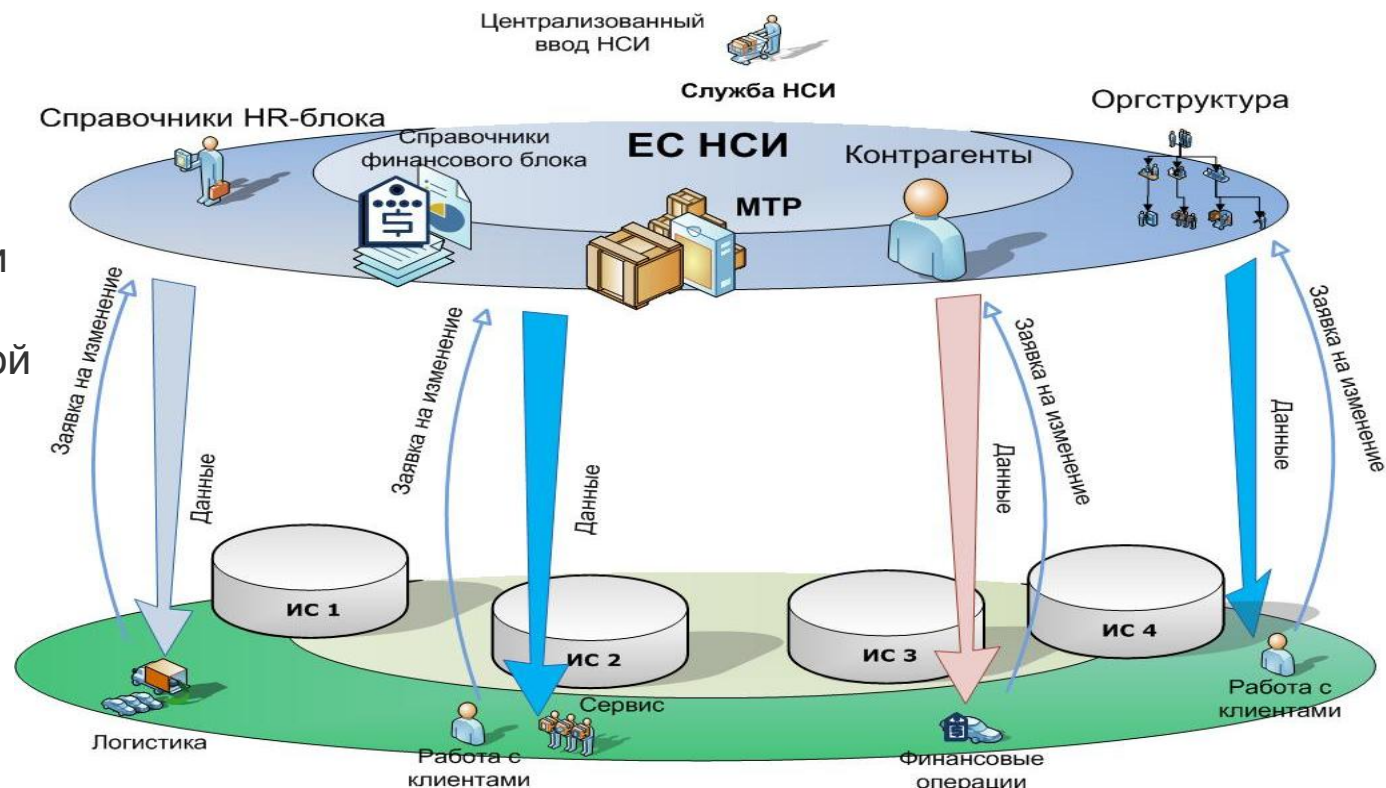 Централизованный
ввод НСИ
Служба НСИ
Справочники HR-блока
Справочники
финансового блока
ЕС НСИ
Контрагенты
Оргструктура
МТР
и
ой
Заявка на изменение
Данные
Заявка на изменение
Данные
Данные
Заявка на изменение
Данные
Заявка на изменение
ИС 1
ИС 2
ИС 3
ИС 4
Логистика
Работа с
клиентами
Сервис
Финансовые
операции
Работа с
клиентами